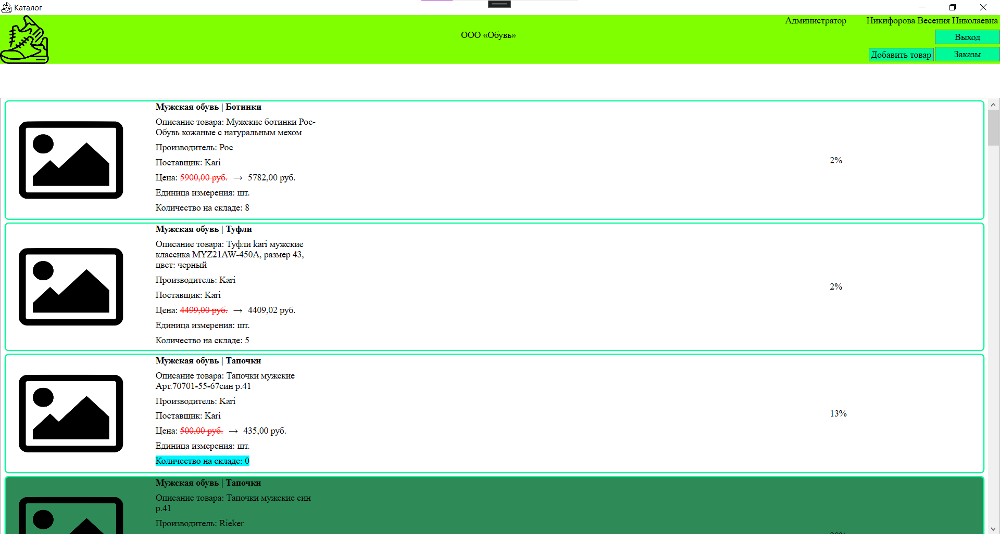 Каталог
Администратор Никифорова Весения Николаевна
ООО «Обувь»
Выход
Добавить товар Заказы
Мужская обувь | Ботинки
Описание товара: Мужские ботинки Рос-
Обувь кожаные с натуральным мехом
Производитель: Рос
Поставщик: Kari
Цена: 5900,00 руб. → 5782,00 руб.
Единица измерения: шт.
Количество на складе: 8
2%
Мужская обувь | Туфли
Описание товара: Туфли kari мужские
классика MYZ21AW-450A, размер 43,
цвет: черный
Производитель: Kari
Поставщик: Kari
Цена: 4499,00 руб. → 4409,02 руб.
Единица измерения: шт.
Количество на складе: 5
2%
Мужская обувь | Тапочки
Описание товара: Тапочки мужские
Арт.70701-55-67син р.41
Производитель: Kari
Поставщик: Kari
Цена: 500,00 руб. → 435,00 руб.
Единица измерения: шт.
Количество на складе: 0
13%
Мужская обувь | Тапочки
Описание товара: Тапочки мужские син
р.41
Производитель: Rieker